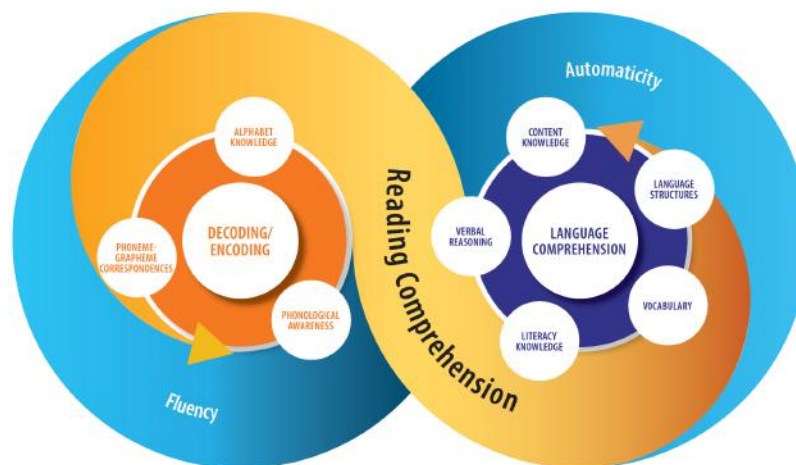 ALPHABET
KNOWLEDGE
DECODING/
ENCODING
PHONEME-
GRAPHEME
CORRESPONDENCES
PHONOLOGICAL
AWARENESS
Fluency
Reading Comprehension
Automaticity
CONTENT
KNOWLEDGE
LANGUAGE
STRUCTURES
VERBAL
REASONING
LANGUAGE
COMPREHENSION
VOCABULARY
LITERACY
KNOWLEDGE